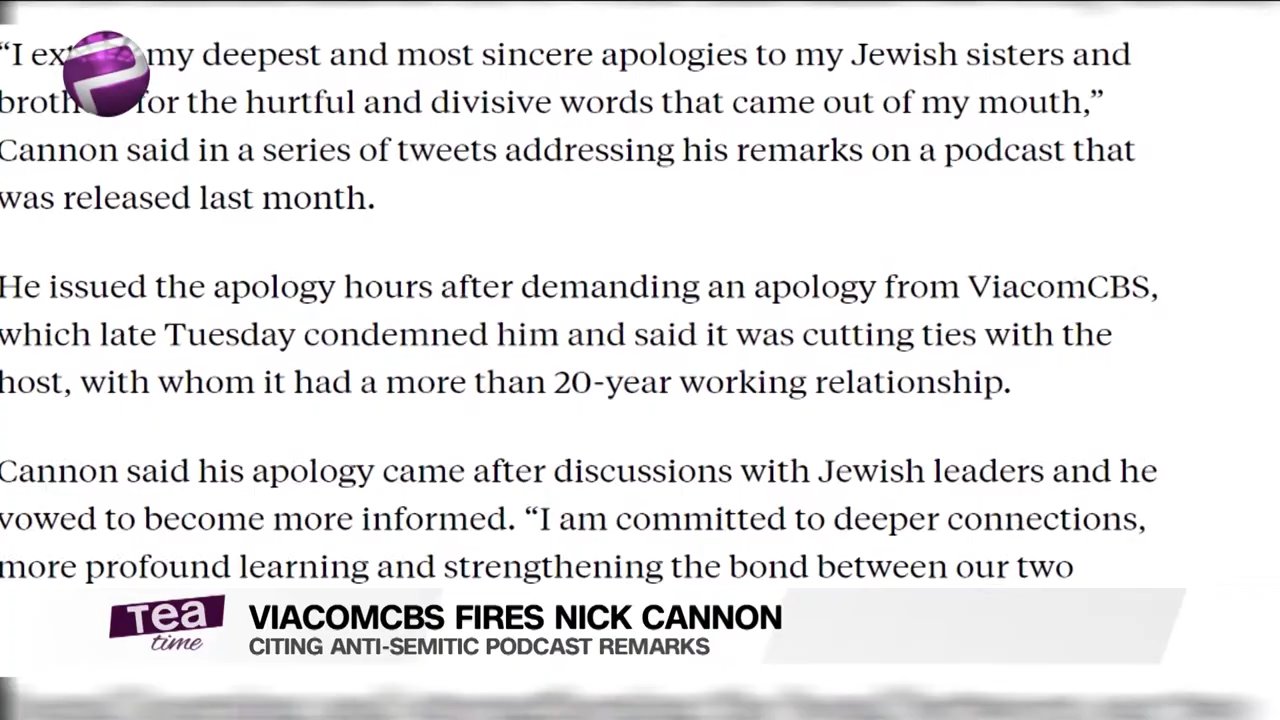 “I my deepest and most sincere apologies to my Jewish sisters and
for the hurtful and divisive words that came out of my mouth,”
Cannon said in a series of tweets addressing his remarks on a podcast that
was released last month.
He issued the apology hours after demanding an apology from ViacomCBS,
which late Tuesday condemned him and said it was cutting ties with the
host, with whom it had a more than 20-year working relationship.
Cannon said his apology came after discussions with Jewish leaders and he
vowed to become more informed. “I am committed to deeper connections,
more profound learning and strengthening the bond between our two
Tea
time
VIACOMCBS FIRES NICK CANNON
CITING ANTI-SEMITIC PODCAST REMARKS